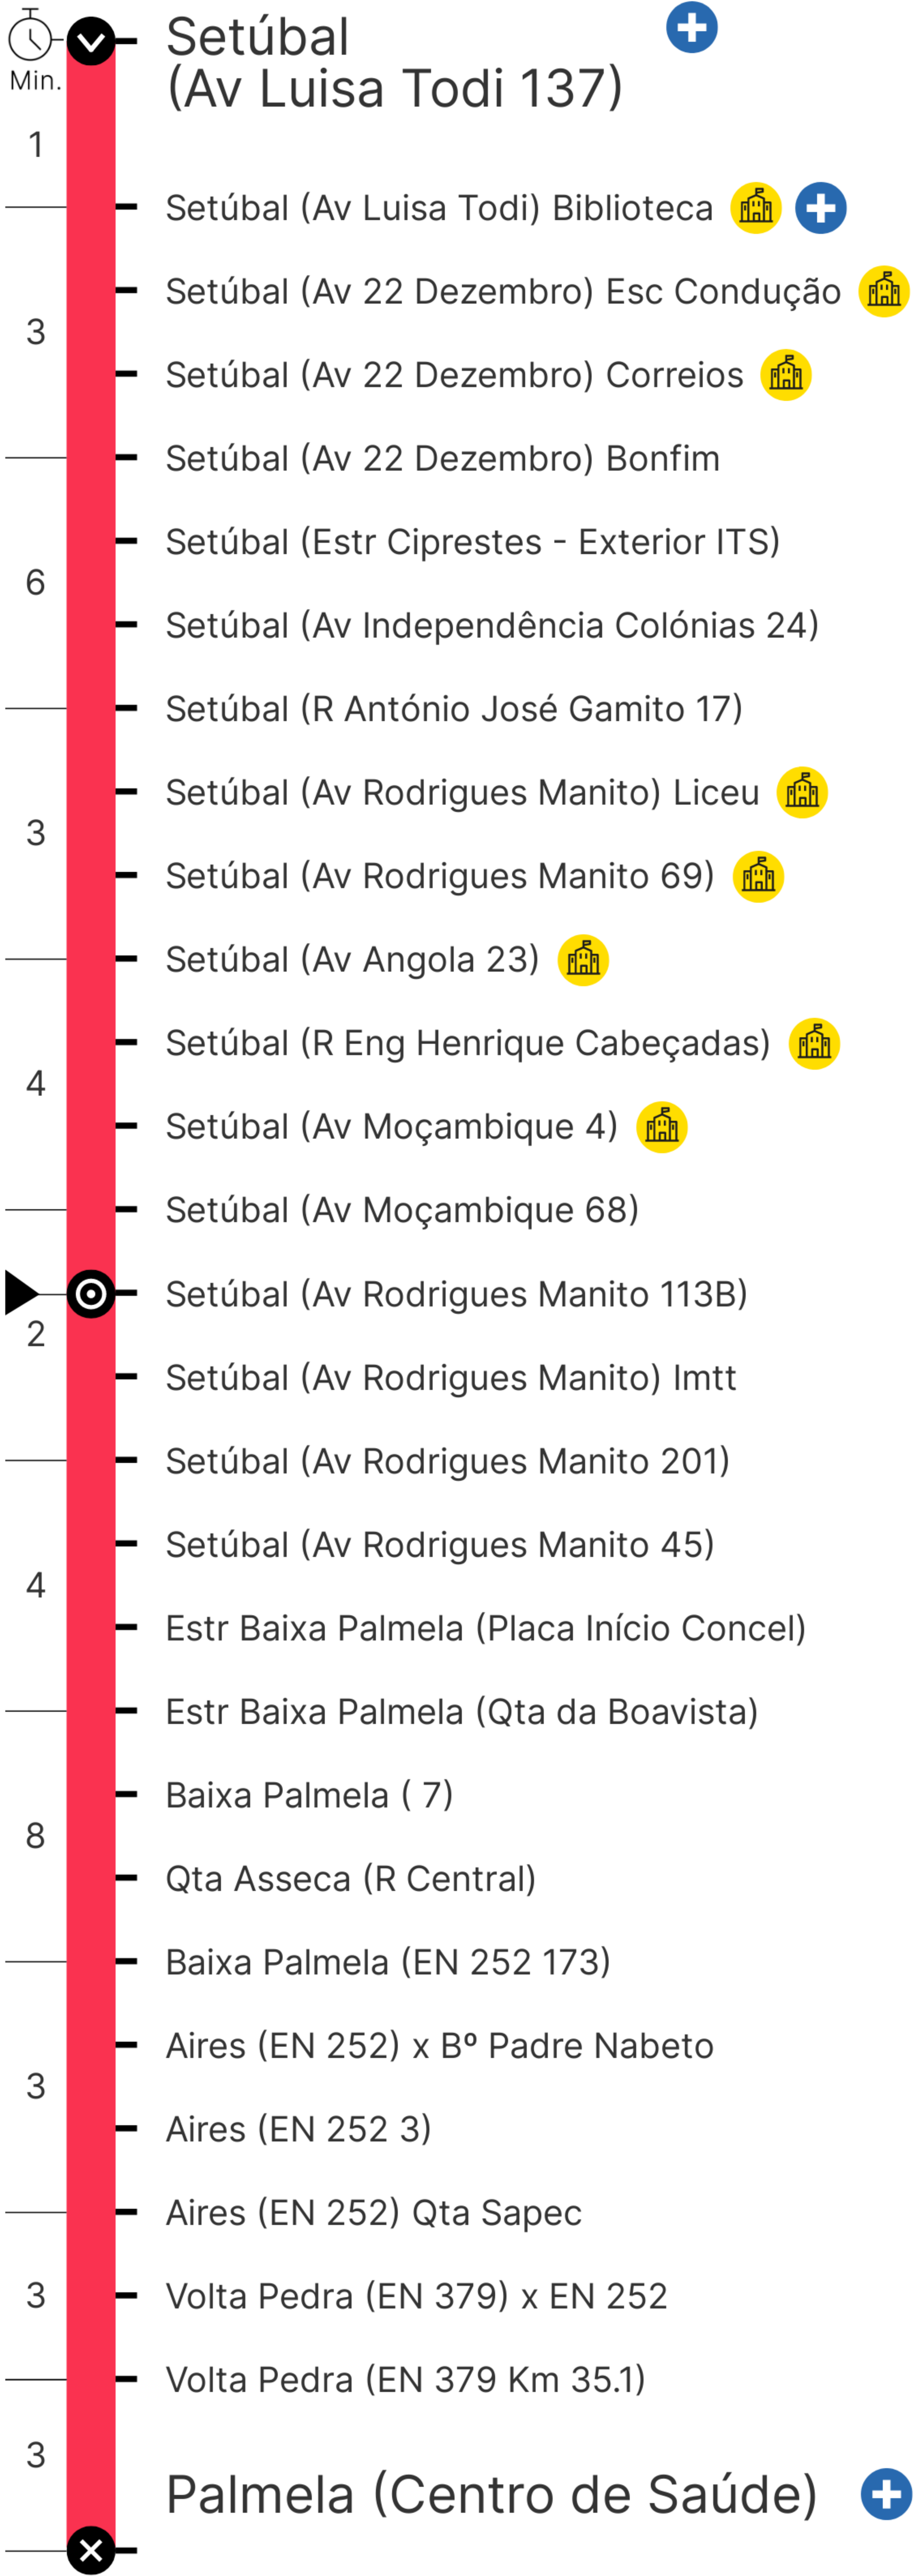 Setúbal
(Av Luisa Todi 137)
Min.
1
Setúbal (Av Luisa Todi) Biblioteca
Setúbal (Av 22 Dezembro) Esc Condução
3
Setúbal (Av 22 Dezembro) Correios
Setúbal (Av 22 Dezembro) Bonfim
Setúbal (Estr Ciprestes - Exterior ITS)
6
Setúbal (Av Independência Colónias 24)
Setúbal (R António José Gamito 17)
Setúbal (Av Rodrigues Manito) Liceu
3
Setúbal (Av Rodrigues Manito 69)
Setúbal (Av Angola 23)
Setúbal (R Eng Henrique Cabeçadas)
4
Setúbal (Av Moçambique 4)
Setúbal (Av Moçambique 68)
Setúbal (Av Rodrigues Manito 113B)
2
Setúbal (Av Rodrigues Manito) Imtt
Setúbal (Av Rodrigues Manito 201)
Setúbal (Av Rodrigues Manito 45)
4
Estr Baixa Palmela (Placa Início Concel)
Estr Baixa Palmela (Qta da Boavista)
Baixa Palmela ( 7)
8
Qta Asseca (R Central)
Baixa Palmela (EN 252 173)
Aires (EN 252) x Bº Padre Nabeto
3
Aires (EN 252 3)
Aires (EN 252) Qta Sapec
3
Volta Pedra (EN 379) x EN 252
Volta Pedra (EN 379 Km 35.1)
3
Palmela (Centro de Saúde)